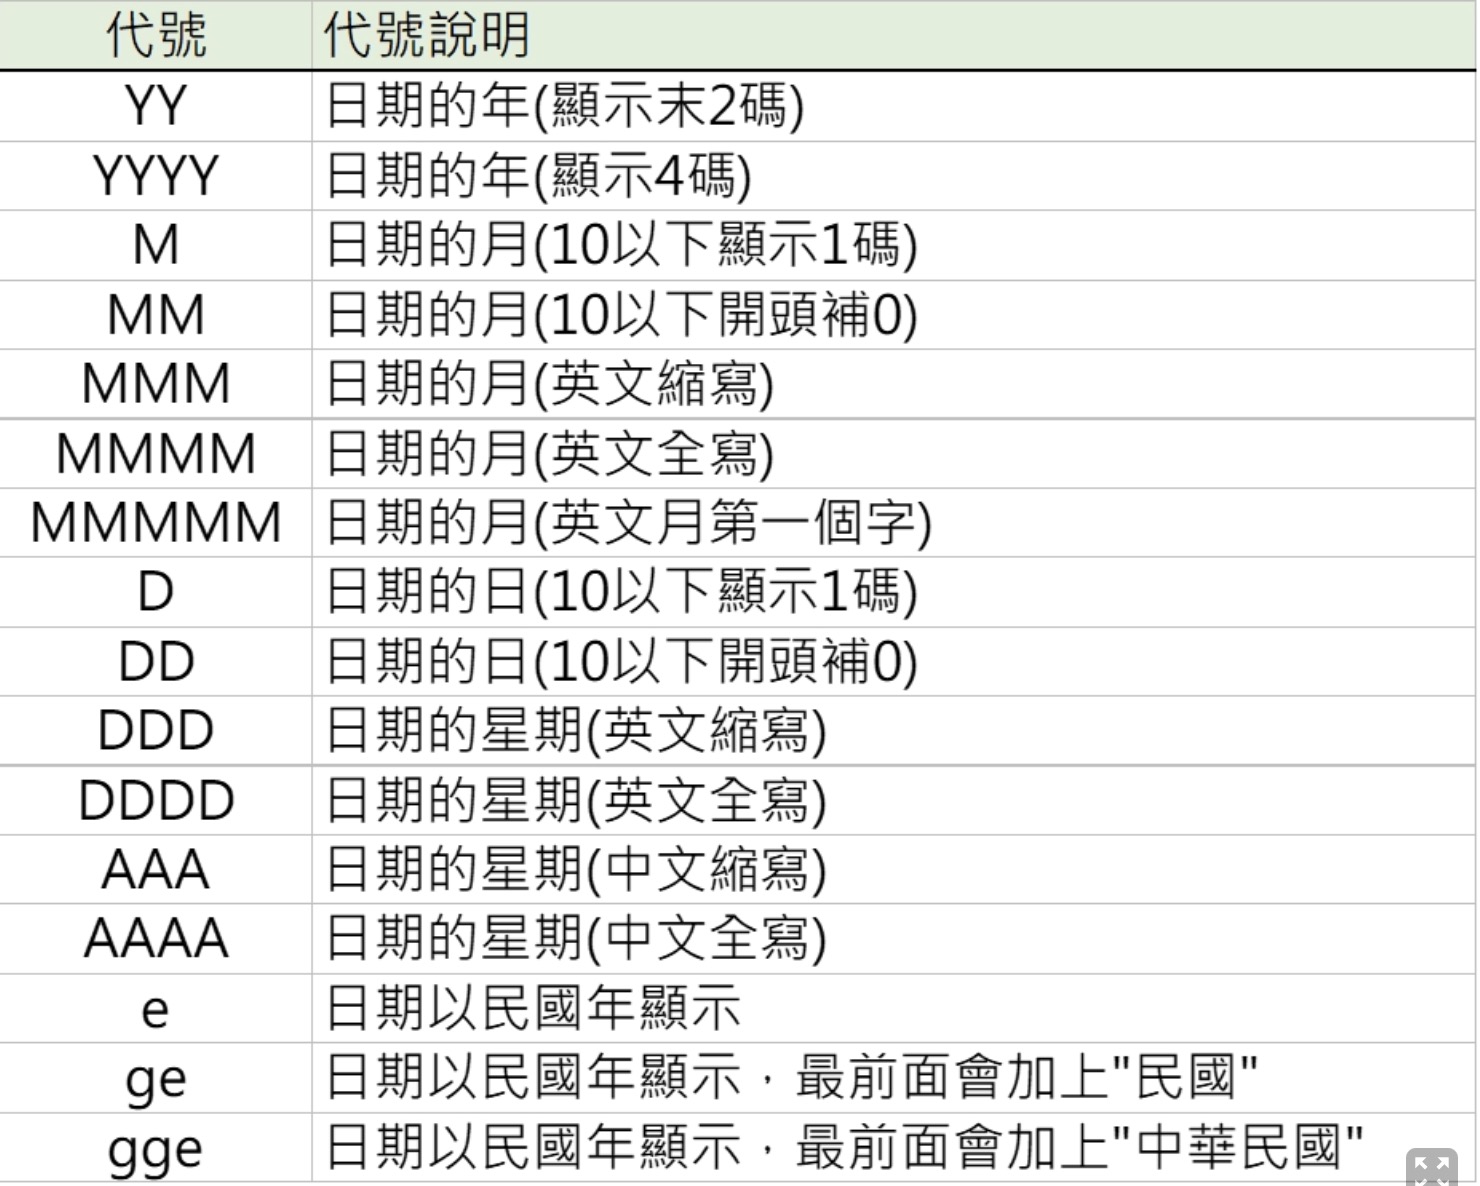 代號 代號說明
YY 日期的年(顯示末2碼)
YYYY 日期的年(顯示4碼)
M 日期的月(10以下顯示1碼)
MM 日期的月(10以下開頭補0)
MMM 日期的月(英文縮寫)
MMMM 日期的月(英文全寫)
MMMMM 日期的月(英文月第一個字)
D 日期的日(10以下顯示1碼)
DD 日期的日(10以下開頭補0)
DDD 日期的星期(英文縮寫)
DDDD 日期的星期(英文全寫)
AAA 日期的星期(中文縮寫)
AAAA 日期的星期(中文全寫)
e 日期以民國年顯示
ge 日期以民國年顯示，最前面會加上"民國"
gge 日期以民國年顯示，最前面會加上"中華民國"